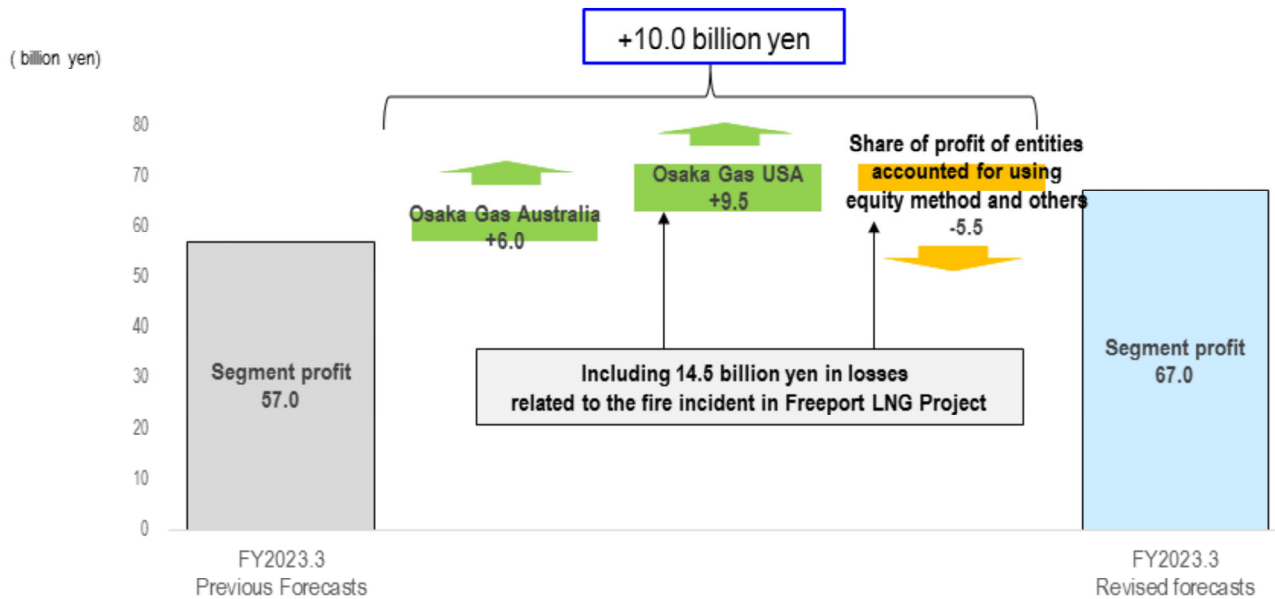 +10.0 billion yen
( billion yen)
80
70
60
50
40
30
20
10
0
Osaka Gas Australia
+6.0
Osaka Gas USA
+9.5
Share of profit of entities
accounted for using
equity method and others
-5.5
Segment profit
57.0
Including 14.5 billion yen in losses
related to the fire incident in Freeport LNG Project
Segment profit
67.0
FY2023.3
Previous Forecasts
FY2023.3
Revised forecasts